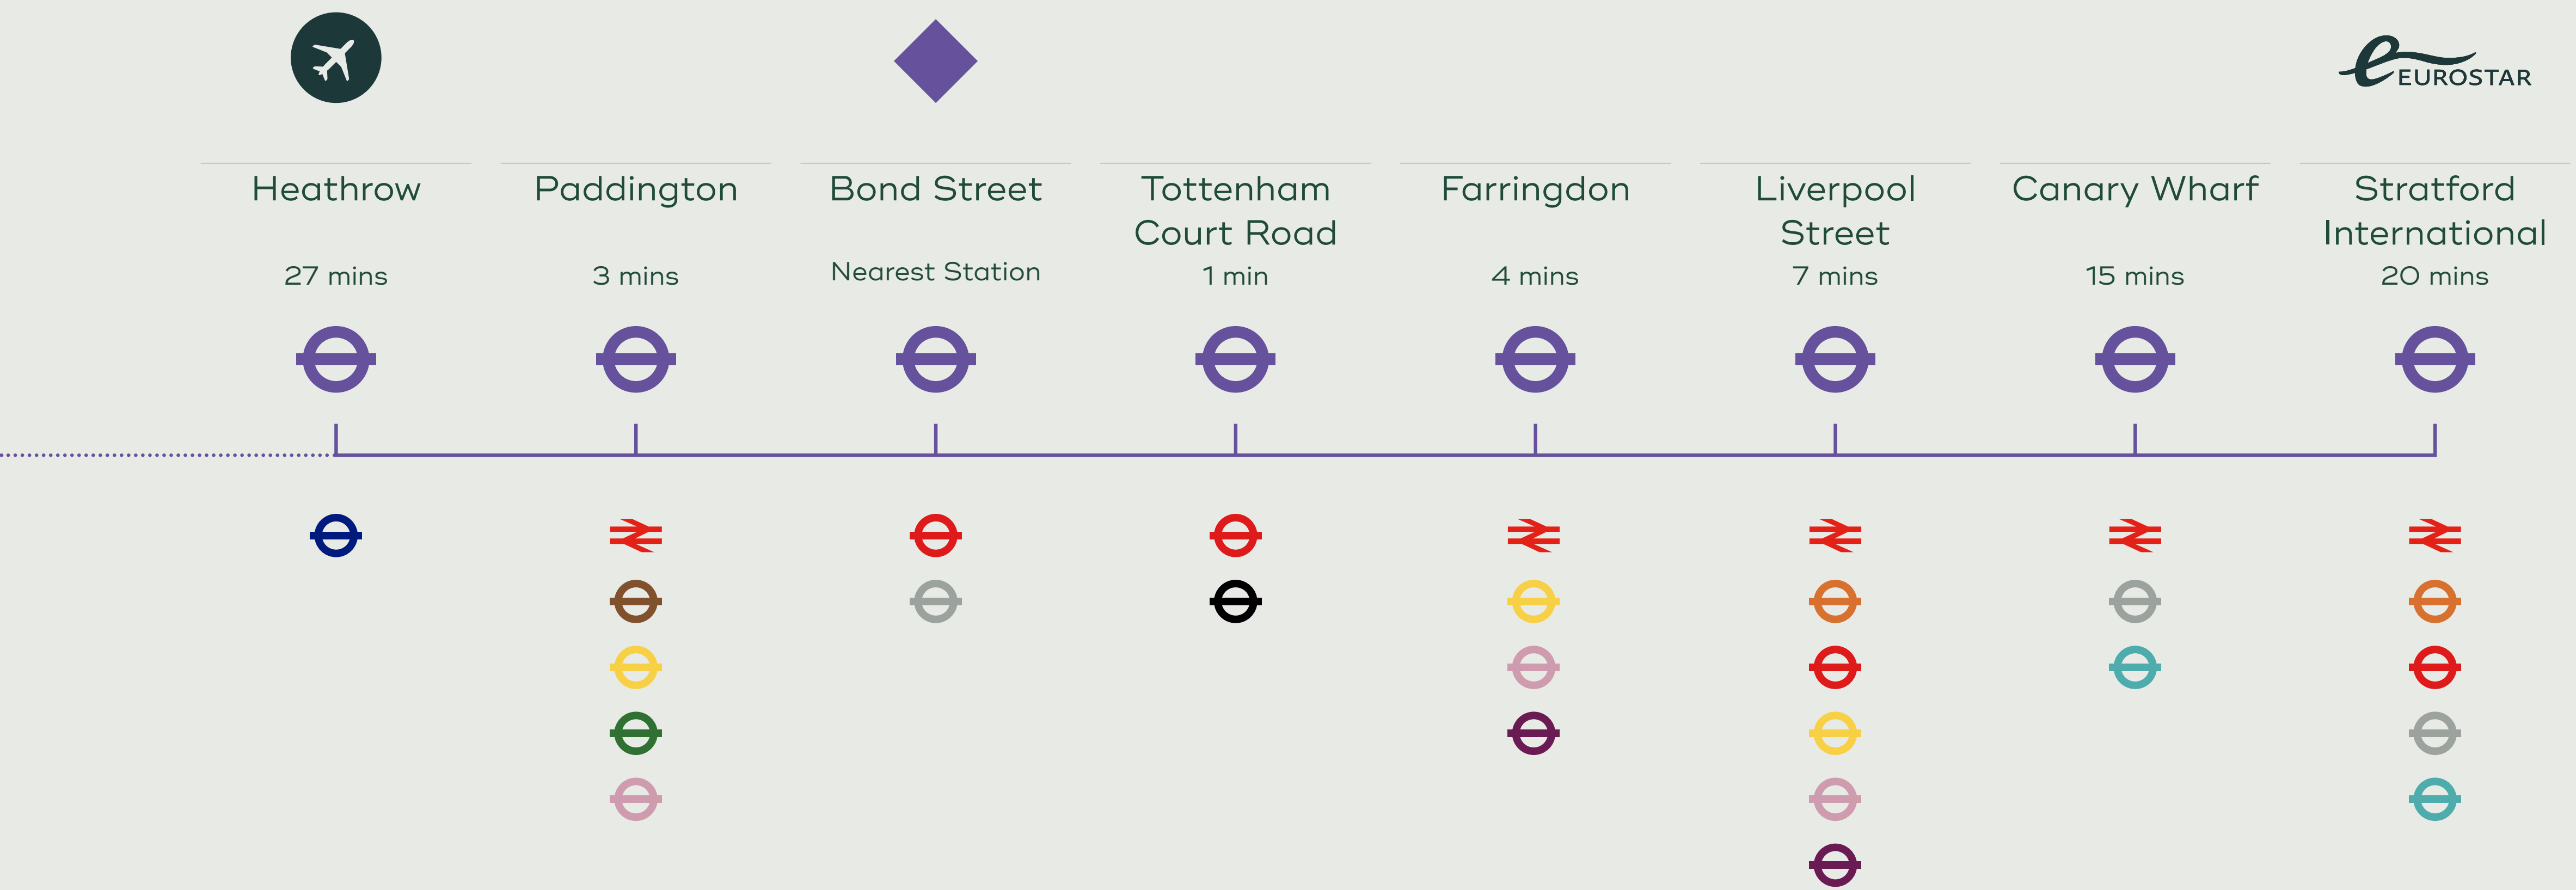 EUROSTAR
Heathrow
27 mins
Paddington
3 mins
Bond Street
Nearest Station
Tottenham
Court Road
1 min
Farringdon
4 mins
Liverpool
Street
7 mins
Canary Wharf
15 mins
Stratford
International
20 mins